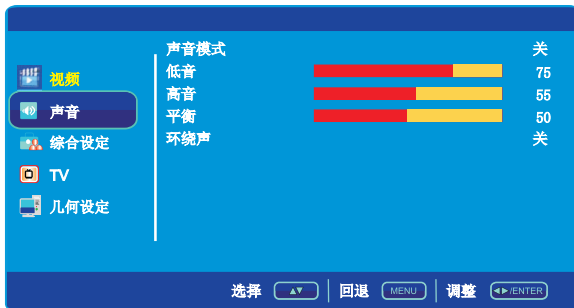 视频
声音
综合设定
TV
几何设定
声音模式 关
低音 75
高音 55
平衡 50
环绕声 关
选择 ▲▼ 回退 MENU 调整 ◄►/ENTER